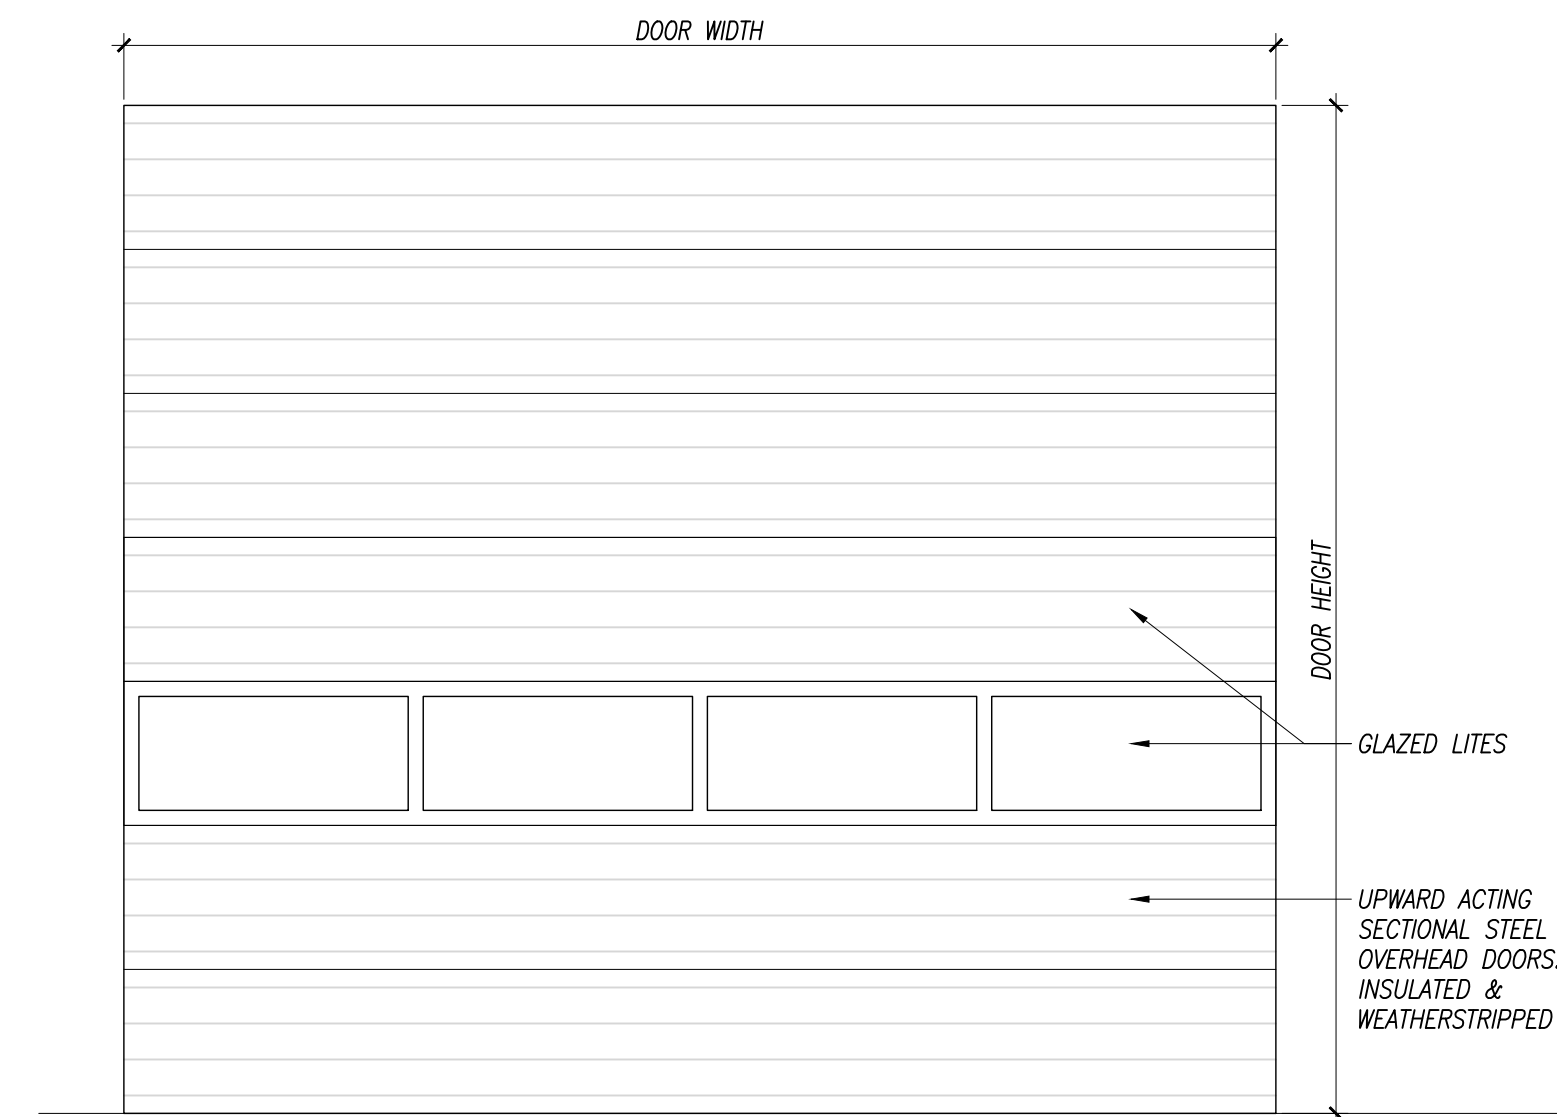 DOOR WIDTH
DOOR HEIGHT
GLAZED LITES
UPWARD ACTING
SECTIONAL STEEL
OVERHEAD DOORS.
INSULATED &
WEATHERSTRIPPED